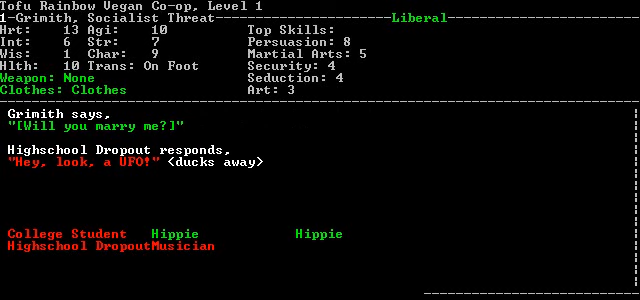 Tofu Rainbow Vegan Co-op, Level 1
1-Grimith, Socialist Threat Liberal
Hrt: 13 Agi: 10 Top Skills:
Int: 6 Str: 7 Persuasion: 8
Wis: 1 Char: 9 Martial Arts: 5
Hlth: 10 Trans: On Foot Security: 4
Weapon: None Seduction: 4
Clothes: Clothes Art: 3
Grimith says,
"[Will you marry me?]"
Highschool Dropout responds,
"Hey, look, a UFO!" <ducks away>
College Student Hippie Hippie
Highschool DropoutMusician